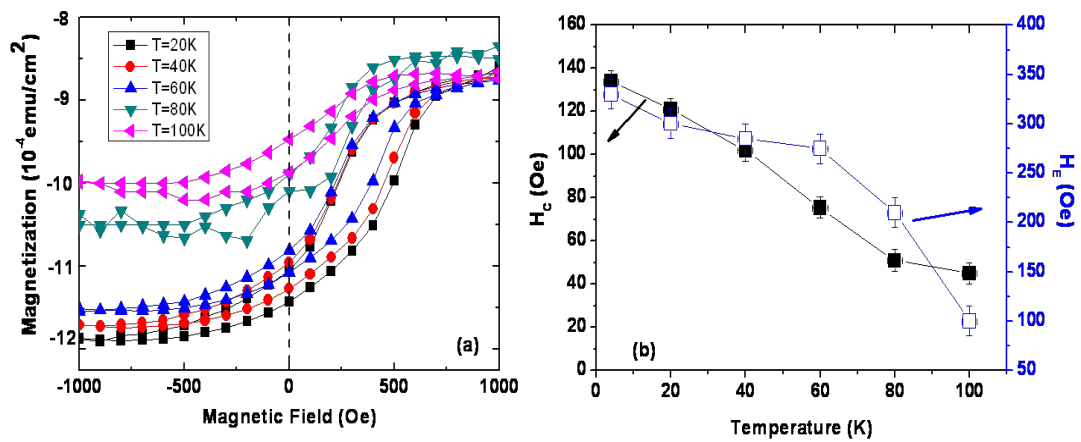 -8
-9
-10
-11
-12
Magnetization (10⁻⁴emu/cm²)
T=20K
T=40K
T=60K
T=80K
T=100K
(a)
-1000 -500 0 500 1000
Magnetic Field (Oe)
160
140
120
100
80
60
40
20
0
H_C (Oe)
(b)
0 20 40 60 80 100
Temperature (K)
400
350
300
250
200
150
100
50
H_E (Oe)